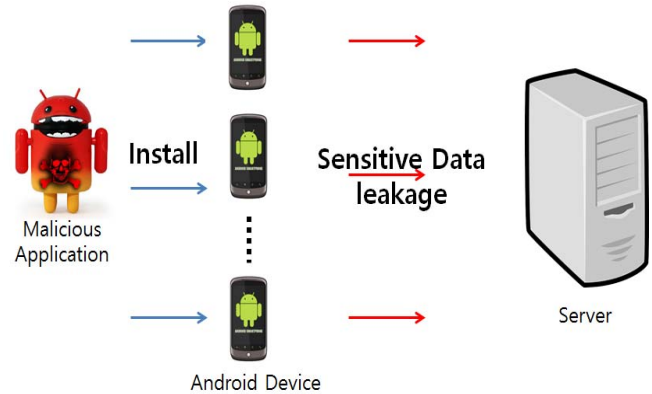 Install
Sensitive Data
leakage
Malicious
Application
Android Device
Server